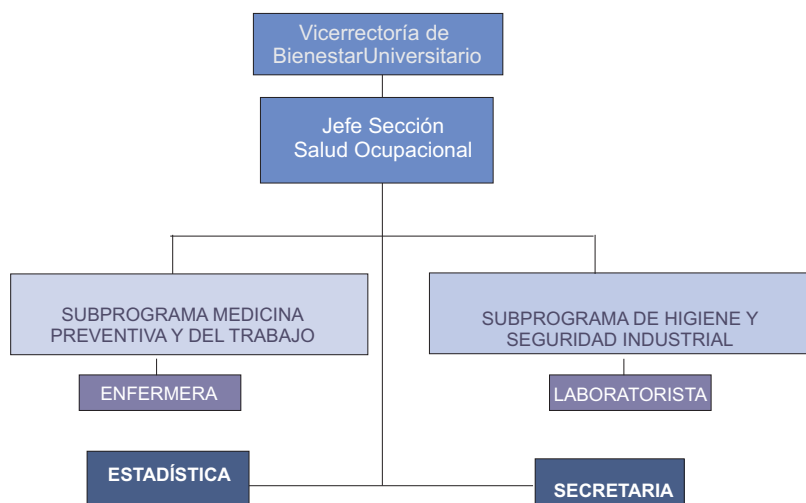 Vicerrectoría de
BienestarUniversitario
Jefe Sección
Salud Ocupacional
SUBPROGRAMA MEDICINA
PREVENTIVA Y DEL TRABAJO
SUBPROGRAMA DE HIGIENE Y
SEGURIDAD INDUSTRIAL
ENFERMERA
LABORATORISTA
ESTADÍSTICA
SECRETARIA